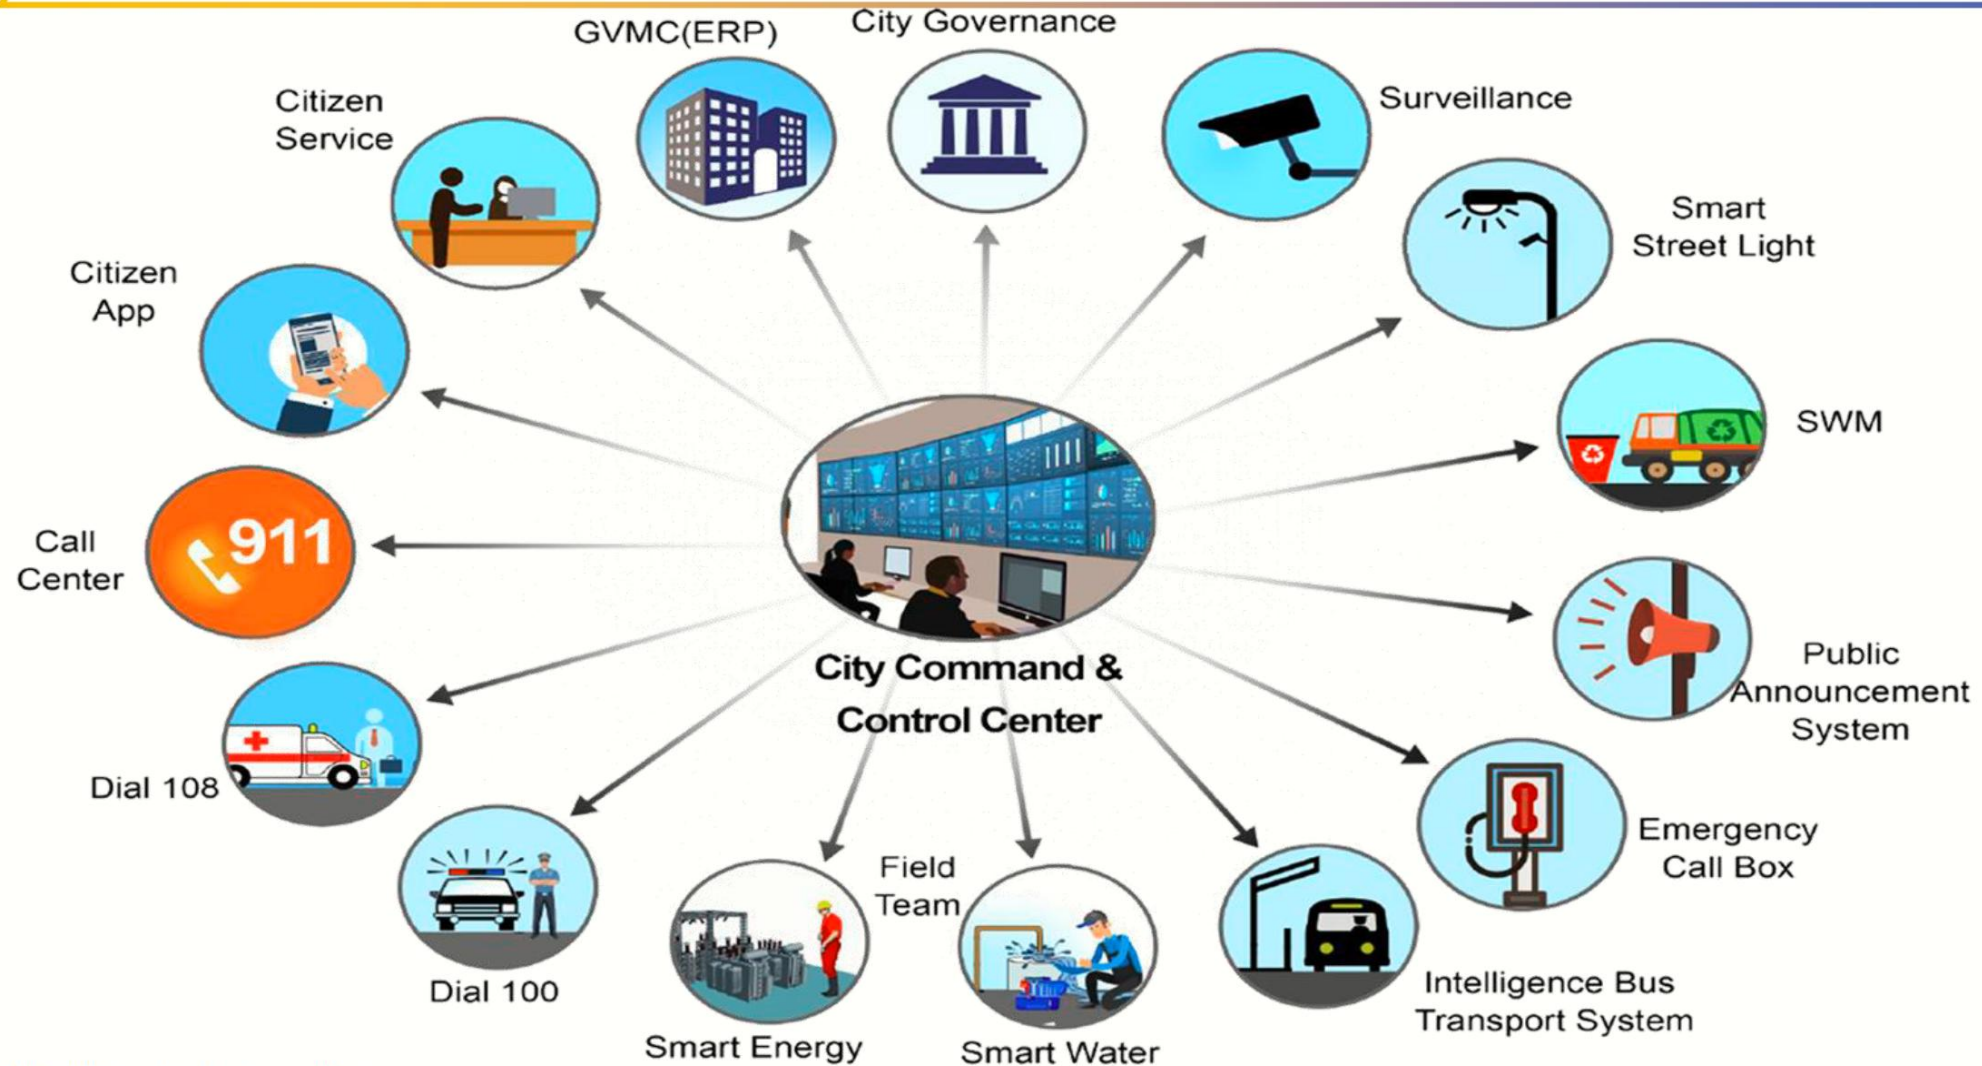 GVMC(ERP)
City Governance
Citizen
Service
Surveillance
Smart
Street Light
Citizen
App
SWM
Call
Center
911
Public
Announcement
System
City Command &
Control Center
Dial 108
Emergency
Call Box
Field
Team
Dial 100
Intelligence Bus
Transport System
Smart Energy
Smart Water